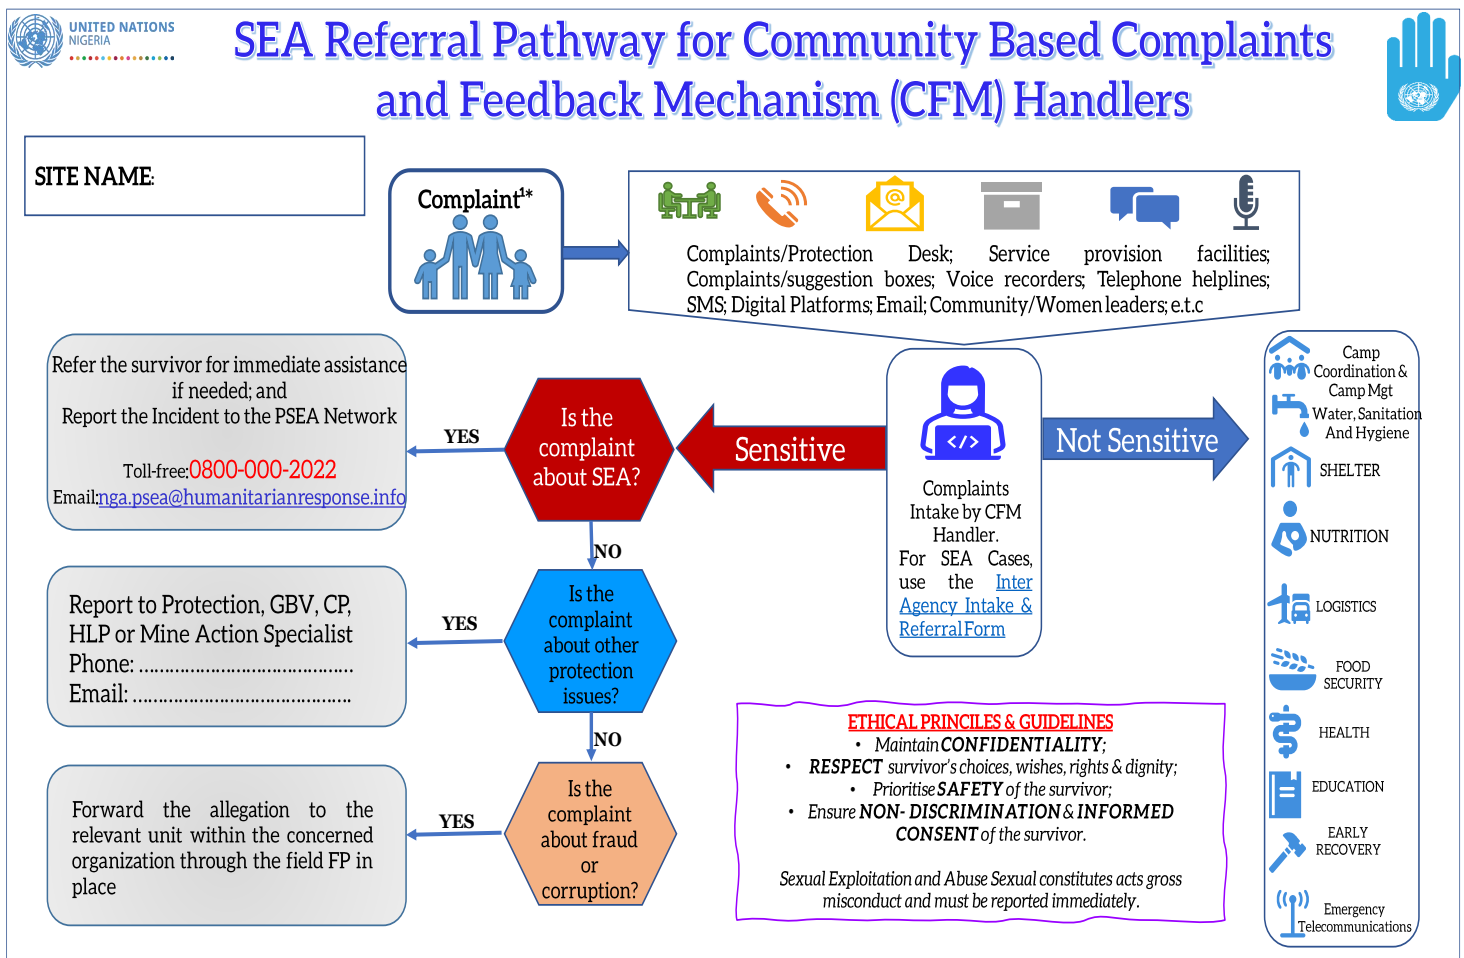 UNITED NATIONS
NIGERIA
SEA Referral Pathway for Community Based Complaints
and Feedback Mechanism (CFM) Handlers
SITE NAME:
Complaint¹*
Complaints/Protection Desk; Service provision facilities;
Complaints/suggestion boxes; Voice recorders; Telephone helplines;
SMS; Digital Platforms; Email; Community/Women leaders; e.t.c
Refer the survivor for immediate assistance
if needed; and
Report the Incident to the PSEA Network
Toll-free:0800-000-2022
Email:nga.psea@humanitarianresponse.info
YES
Is the
complaint
about SEA?
Sensitive
Complaints
Intake by CFM
Handler.
For SEA Cases,
use the Inter
Agency Intake &
Referral Form
Not Sensitive
NO
Report to Protection, GBV, CP,
HLP or Mine Action Specialist
Phone: ..........................................
Email: ...........................................
YES
Is the
complaint
about other
protection
issues?
NO
Forward the allegation to the
relevant unit within the concerned
organization through the field FP in
place
YES
Is the
complaint
about fraud
or
corruption?
ETHICAL PRINCILES & GUIDELINES
• Maintain CONFIDENTIALITY;
• RESPECT survivor's choices, wishes, rights & dignity;
• Prioritise SAFETY of the survivor;
• Ensure NON- DISCRIMINATION & INFORMED
CONSENT of the survivor.
Sexual Exploitation and Abuse Sexual constitutes acts gross
misconduct and must be reported immediately.
Camp
Coordination &
Camp Mgt
Water, Sanitation
And Hygiene
SHELTER
NUTRITION
LOGISTICS
FOOD
SECURITY
HEALTH
EDUCATION
EARLY
RECOVERY
Emergency
Telecommunications